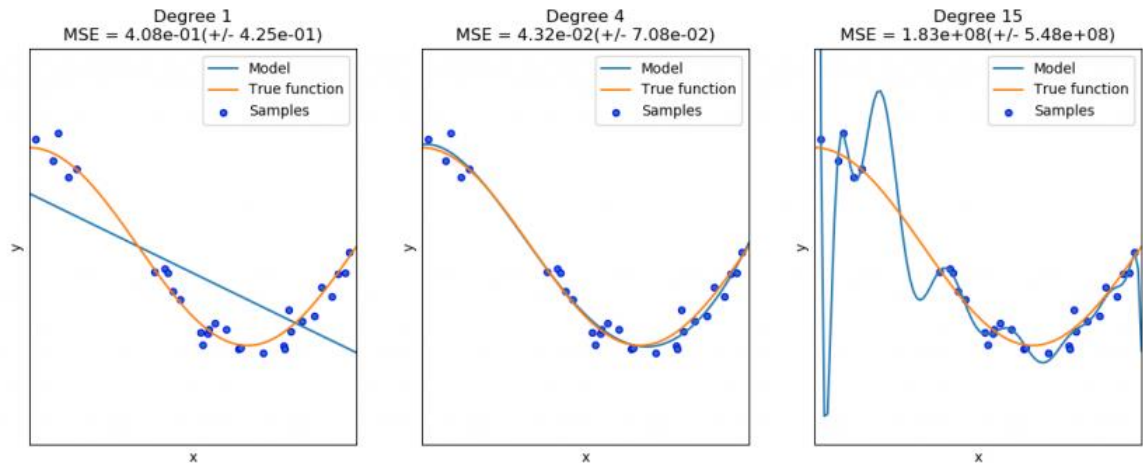 Degree 1
MSE = 4.08e-01(+/- 4.25e-01)
Model
True function
Samples
y
x
Degree 4
MSE = 4.32e-02(+/- 7.08e-02)
Model
True function
Samples
y
x
Degree 15
MSE = 1.83e+08(+/- 5.48e+08)
Model
True function
Samples
y
x